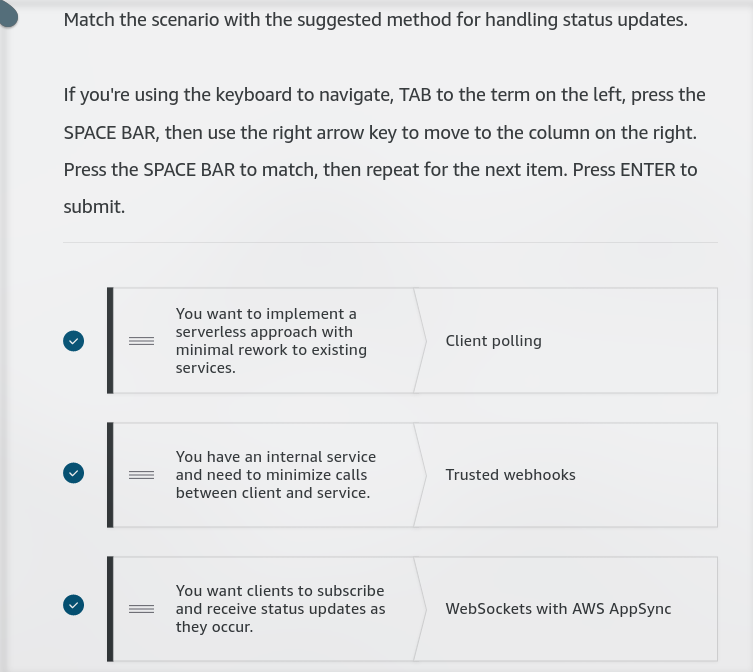 Match the scenario with the suggested method for handling status updates.
If you're using the keyboard to navigate, TAB to the term on the left, press the
SPACE BAR, then use the right arrow key to move to the column on the right.
Press the SPACE BAR to match, then repeat for the next item. Press ENTER to
submit.
You want to implement a
serverless approach with
minimal rework to existing
services.
Client polling
You have an internal service
and need to minimize calls
between client and service.
Trusted webhooks
You want clients to subscribe
and receive status updates as
they occur.
WebSockets with AWS AppSync